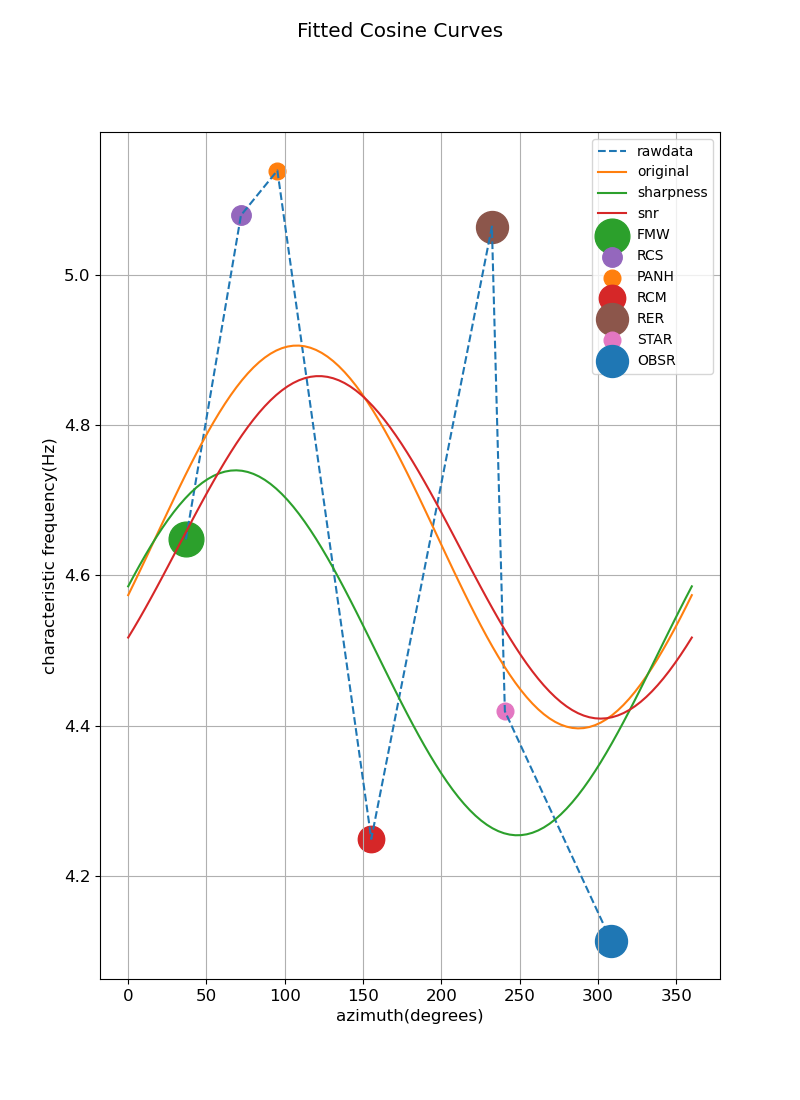 Fitted Cosine Curves
rawdata
original
sharpness
snr
FMW
RCS
PANH
RCM
RER
STAR
OBSR
characteristic frequency(Hz)
5.0
4.8
4.6
4.4
4.2
0 50 100 150 200 250 300 350
azimuth(degrees)